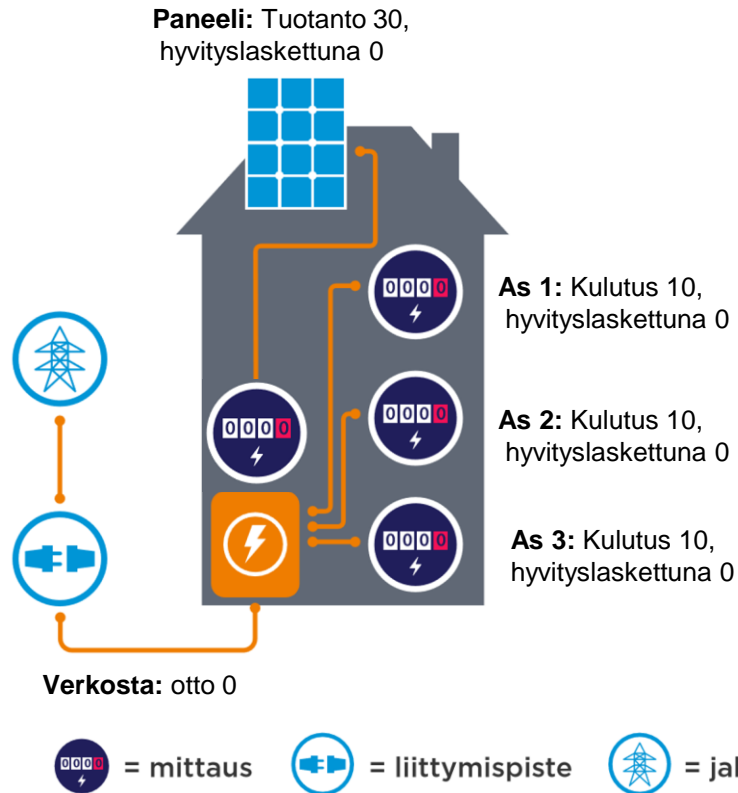 Paneeli: Tuotanto 30,
hyvityslaskettuna 0
0000
As 1: Kulutus 10,
hyvityslaskettuna 0
0000
0000
As 2: Kulutus 10,
hyvityslaskettuna 0
0000
As 3: Kulutus 10,
hyvityslaskettuna 0
Verkosta: otto 0
0000
= mittaus
= liittymispiste
= jal